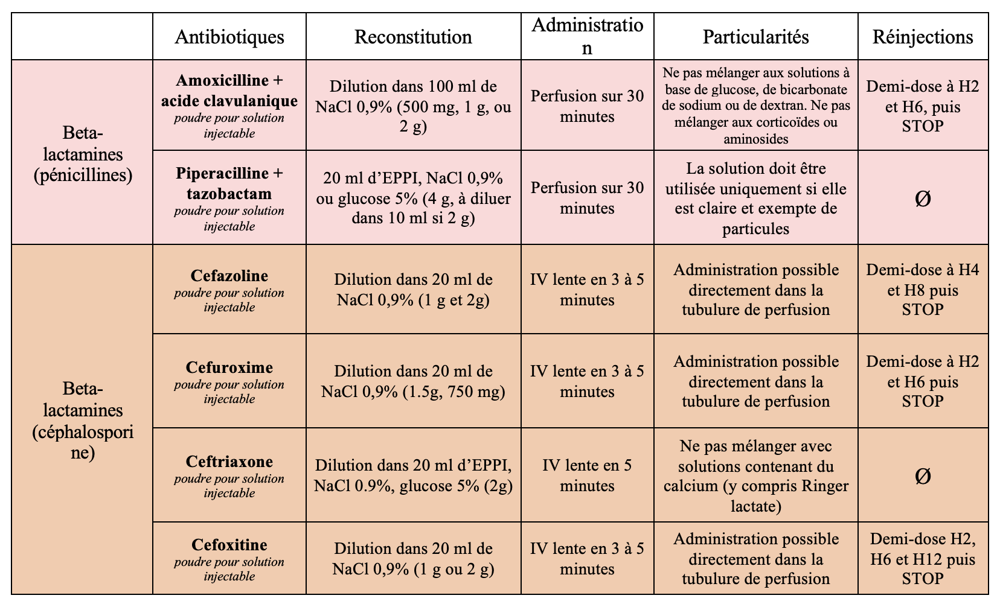 Antibiotiques
Reconstitution
Administratio
n
Particularités
Réinjections
Beta-
lactamines
(pénicillines)
Amoxicilline +
acide clavulanique
poudre pour solution
injectable
Dilution dans 100 ml de
NaCl 0,9% (500 mg, 1 g, ou
2 g)
Perfusion sur 30
minutes
Ne pas mélanger aux solutions à
base de glucose, de bicarbonate
de sodium ou de dextran. Ne pas
mélanger aux corticoïdes ou
aminosides
Demi-dose à H2
et H6, puis
STOP
Piperacilline +
tazobactam
poudre pour solution
injectable
20 ml d’EPPI, NaCl 0,9%
ou glucose 5% (4 g, à diluer
dans 10 ml si 2 g)
Perfusion sur 30
minutes
La solution doit être
utilisée uniquement si elle
est claire et exempte de
particules
Ø
Beta-
lactamines
(céphalospori
ne)
Cefazoline
poudre pour solution
injectable
Dilution dans 20 ml de
NaCl 0,9% (1 g et 2g)
IV lente en 3 à 5
minutes
Administration possible
directement dans la
tubulure de perfusion
Demi-dose à H4
et H8 puis
STOP
Cefuroxime
poudre pour solution
injectable
Dilution dans 20 ml de
NaCl 0,9% (1.5g, 750 mg)
IV lente en 3 à 5
minutes
Administration possible
directement dans la
tubulure de perfusion
Demi-dose à H2
et H6 puis
STOP
Ceftriaxone
poudre pour solution
injectable
Dilution dans 20 ml d’EPPI,
NaCl 0.9%, glucose 5% (2g)
IV lente en 5
minutes
Ne pas mélanger avec
solutions contenant du
calcium (y compris Ringer
lactate)
Ø
Cefoxitine
poudre pour solution
injectable
Dilution dans 20 ml de
NaCl 0,9% (1 g ou 2 g)
IV lente en 3 à 5
minutes
Administration possible
directement dans la
tubulure de perfusion
Demi-dose H2,
H6 et H12 puis
STOP